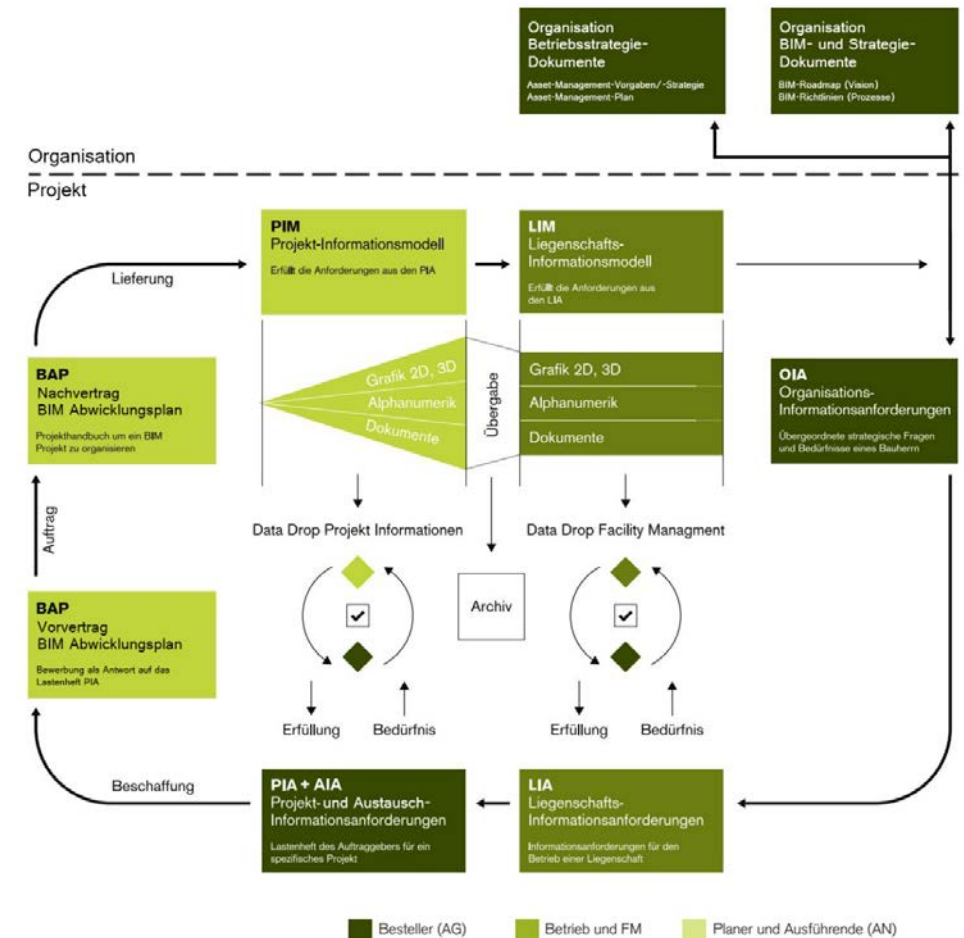 Organisation
Betriebsstrategie-
Dokumente
Asset-Management-Vorgaben/-Strategie
Asset-Management-Plan
Organisation
BIM- und Strategie-
Dokumente
BIM-Roadmap (Vision)
BIM-Richtlinien (Prozesse)
Organisation
Projekt
PIM
Projekt-Informationsmodell
Erfüllt die Anforderungen aus den PIA
LIM
Liegenschafts-
Informationsmodell
Erfüllt die Anforderungen aus
den LIA
Lieferung
BAP
Nachvertrag
BIM Abwicklungsplan
Projekthandbuch um ein BIM
Projekt zu organisieren
Grafik 2D, 3D
Alphanumerik
Dokumente
Übergabe
Grafik 2D, 3D
Alphanumerik
Dokumente
OIA
Organisations-
Informationsanforderungen
Übergeordnete strategische Fragen
und Bedürfnisse eines Bauherrn
Auftrag
Data Drop Projekt Informationen
Data Drop Facility Managment
Archiv
BAP
Vorvertrag
BIM Abwicklungsplan
Bewerbung als Antwort auf das
Lastenheft PIA
Erfüllung
Bedürfnis
Erfüllung
Bedürfnis
Beschaffung
PIA + AIA
Projekt- und Austausch-
Informationsanforderungen
Lastenheft des Auftraggebers für ein
spezifisches Projekt
LIA
Liegenschafts-
Informationsanforderungen
Informationsanforderungen für den
Betrieb einer Liegenschaft
Besteller (AG)
Betrieb und FM
Planer und Ausführende (AN)